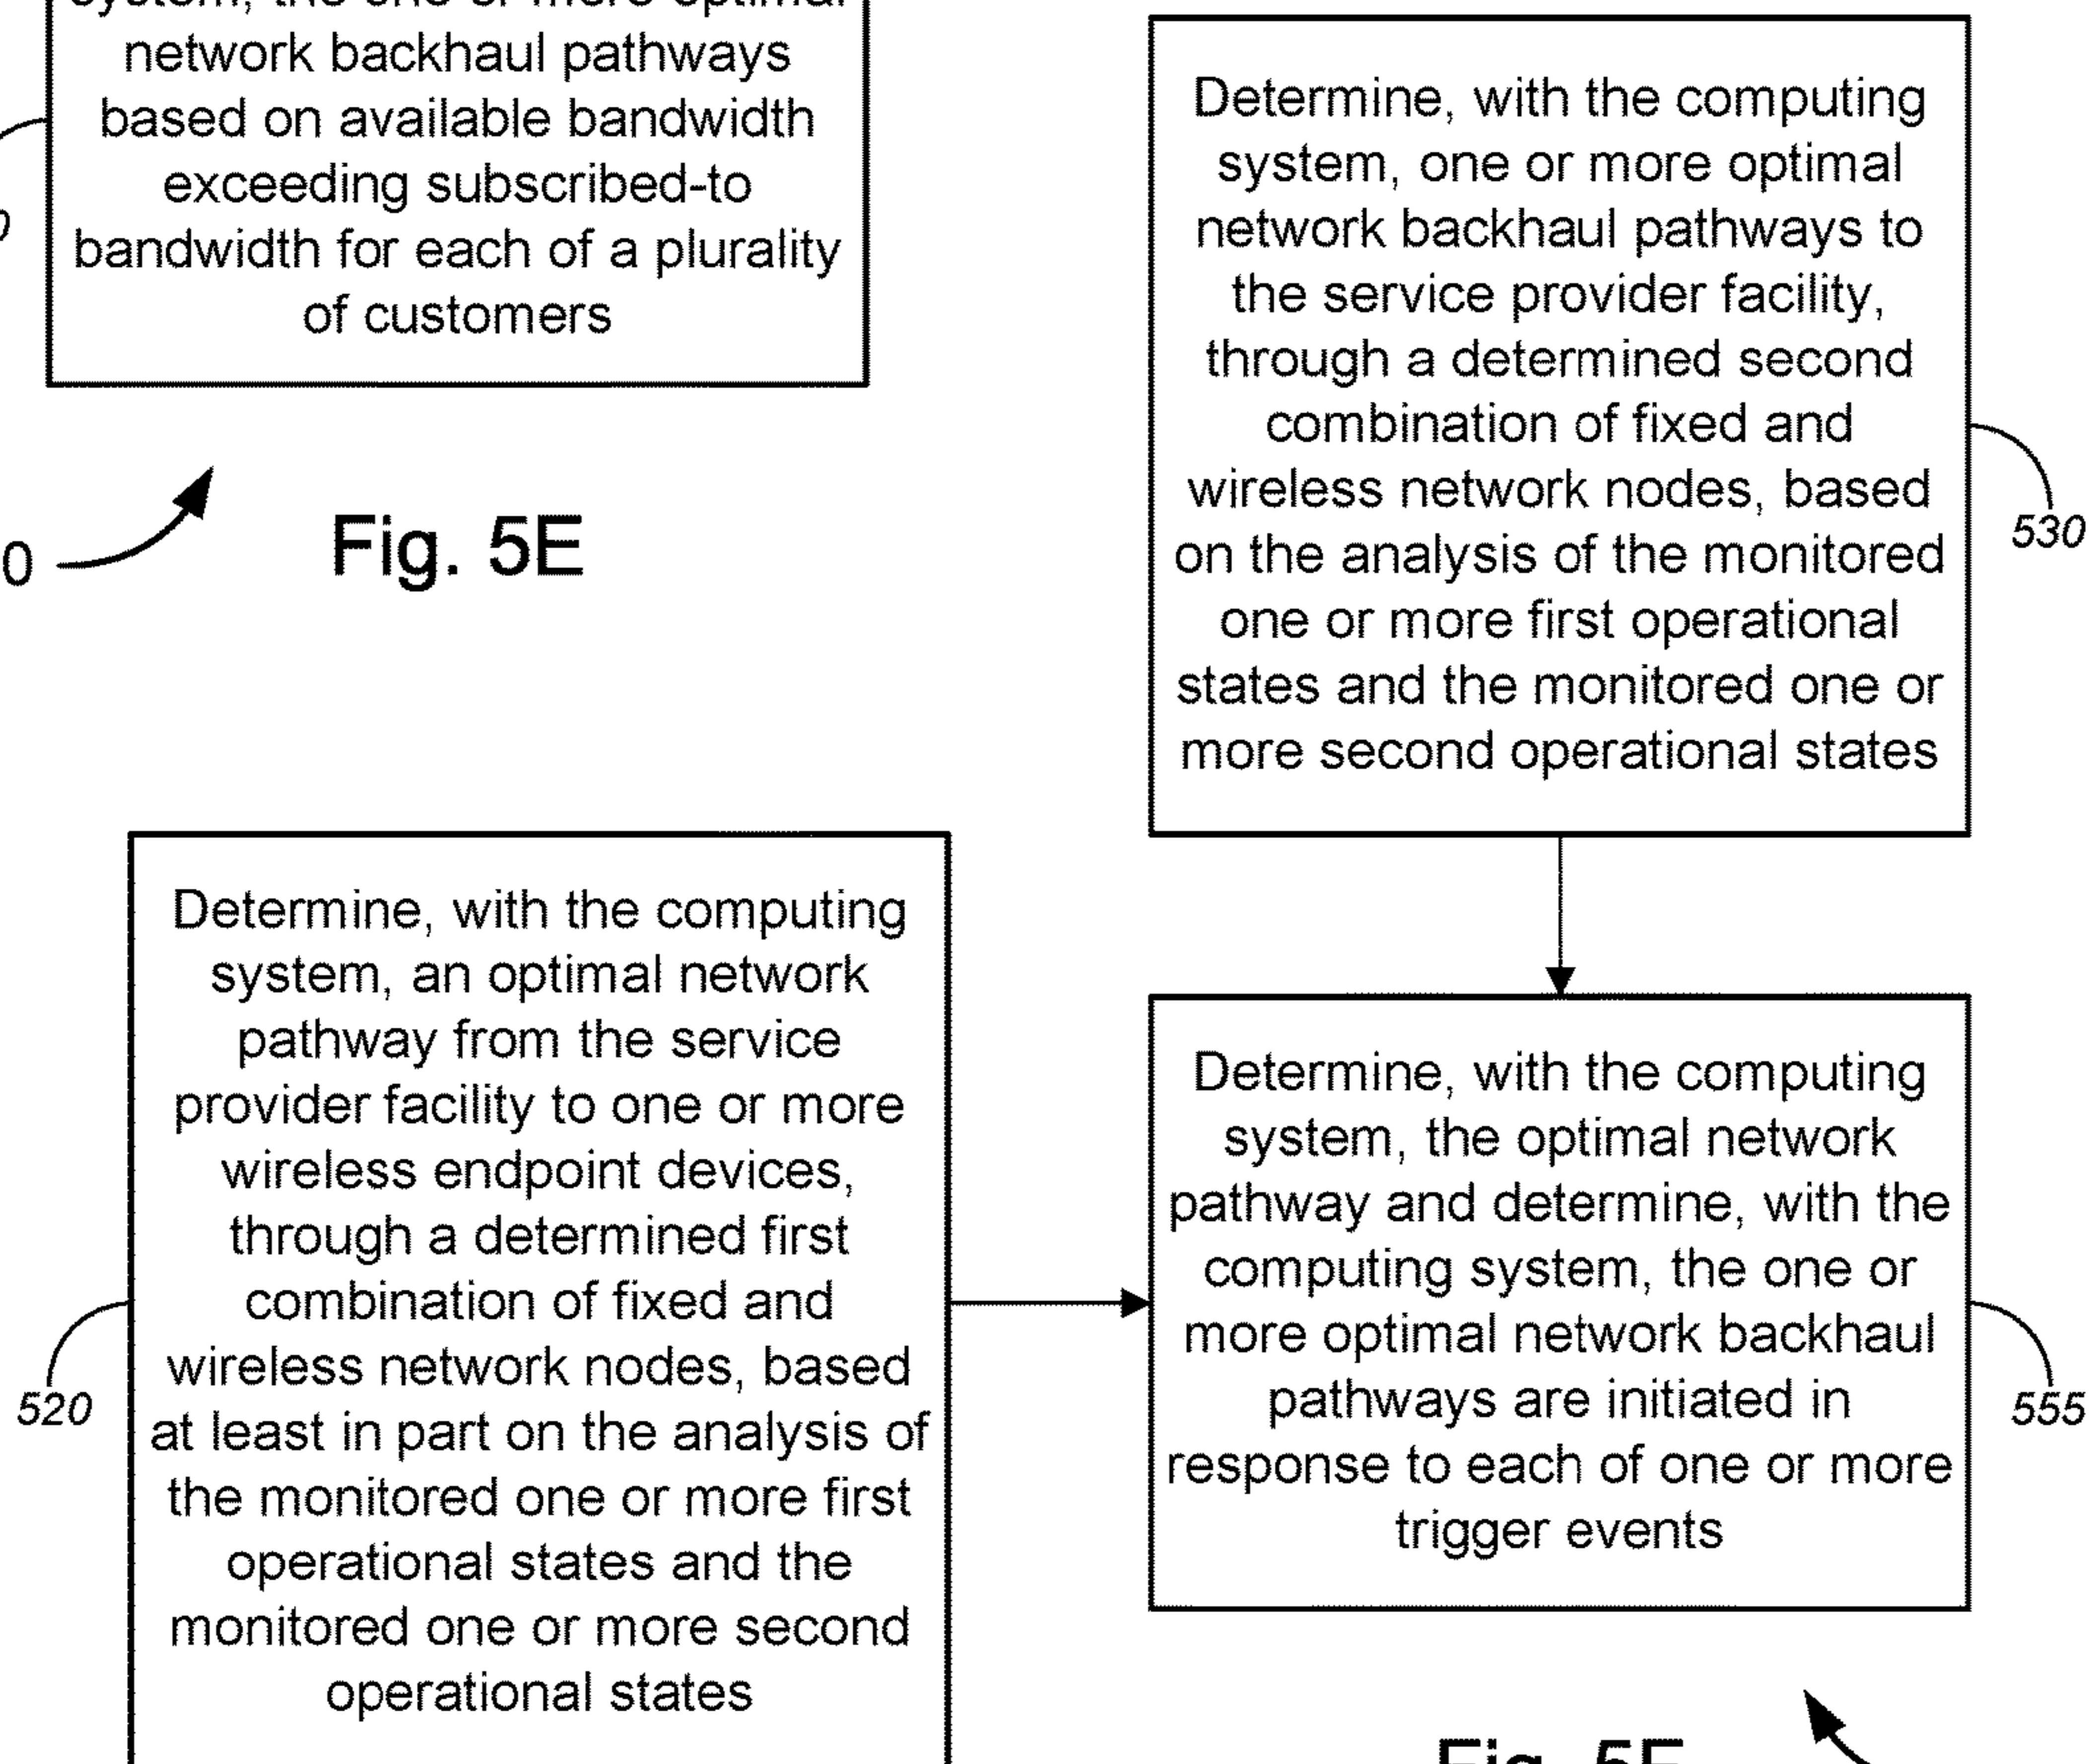 system, the one or more optimal
network backhaul pathways
based on available bandwidth
exceeding subscribed-to
bandwidth for each of a plurality
of customers
0
Fig. 5E
Determine, with the computing
system, one or more optimal
network backhaul pathways to
the service provider facility,
through a determined second
combination of fixed and
wireless network nodes, based
on the analysis of the monitored
one or more first operational
states and the monitored one or
more second operational states
530
Determine, with the computing
system, an optimal network
pathway from the service
provider facility to one or more
wireless endpoint devices,
through a determined first
combination of fixed and
wireless network nodes, based
at least in part on the analysis of
the monitored one or more first
operational states and the
monitored one or more second
operational states
520
Determine, with the computing
system, the optimal network
pathway and determine, with the
computing system, the one or
more optimal network backhaul
pathways are initiated in
response to each of one or more
trigger events
555
Fig.